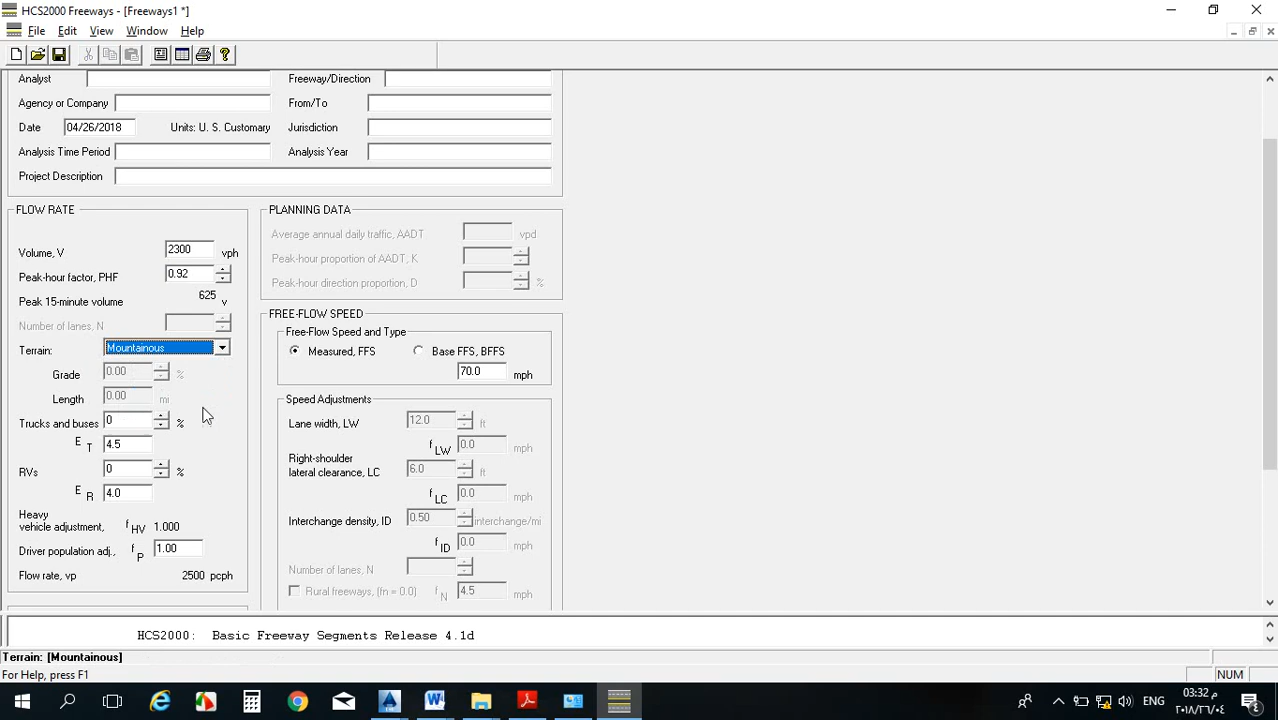 HCS2000 Freeways - [Freeways1 *]
File Edit View Window Help
Analyst Freeway/Direction
Agency or Company From/To
Date 04/26/2018 Units: U. S. Customary Jurisdiction
Analysis Time Period Analysis Year
Project Description
FLOW RATE
Volume, V 2300 vph
Peak-hour factor, PHF 0.92
Peak 15-minute volume 625 v
Number of lanes, N
Terrain: Mountainous
Grade 0.00 %
Length 0.00 mi
Trucks and buses 0 %
E T 4.5
RVs 0 %
E R 4.0
Heavy
vehicle adjustment, f HV 1.000
Driver population adj., f P 1.00
Flow rate, vp 2500 pcph
PLANNING DATA
Average annual daily traffic, AADT vpd
Peak-hour proportion of AADT, K
Peak-hour direction proportion, D %
FREE-FLOW SPEED
Free-Flow Speed and Type
Measured, FFS Base FFS, BFFS
70.0 mph
Speed Adjustments
Lane width, LW 12.0 ft
f LW 0.0 mph
Right-shoulder
lateral clearance, LC 6.0 ft
f LC 0.0 mph
Interchange density, ID 0.50 interchange/mi
f ID 0.0 mph
Number of lanes, N
Rural freeways, (fn = 0.0) f N 4.5 mph
HCS2000: Basic Freeway Segments Release 4.1d
Terrain: [Mountainous]
For Help, press F1 NUM
ENG 03:32 م